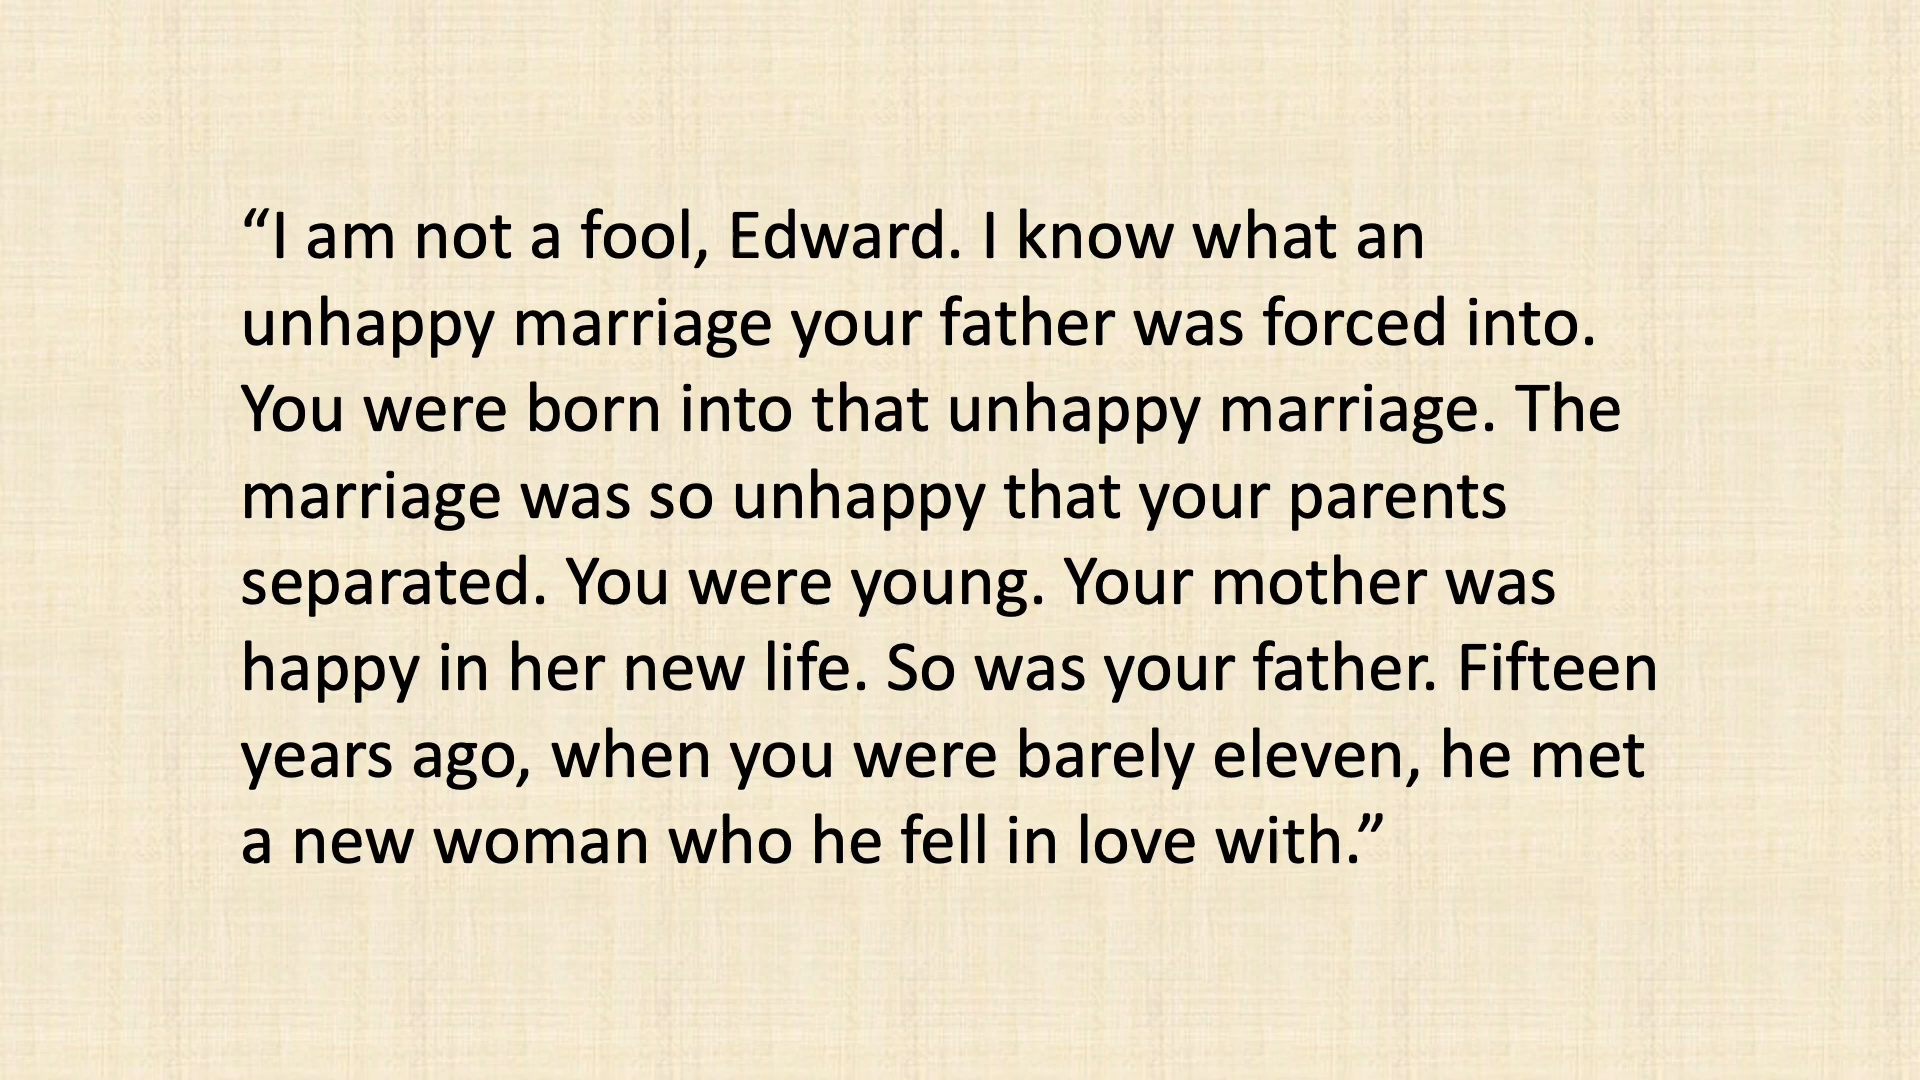 “I am not a fool, Edward. I know what an
unhappy marriage your father was forced into.
You were born into that unhappy marriage. The
marriage was so unhappy that your parents
separated. You were young. Your mother was
happy in her new life. So was your father. Fifteen
years ago, when you were barely eleven, he met
a new woman who he fell in love with.”